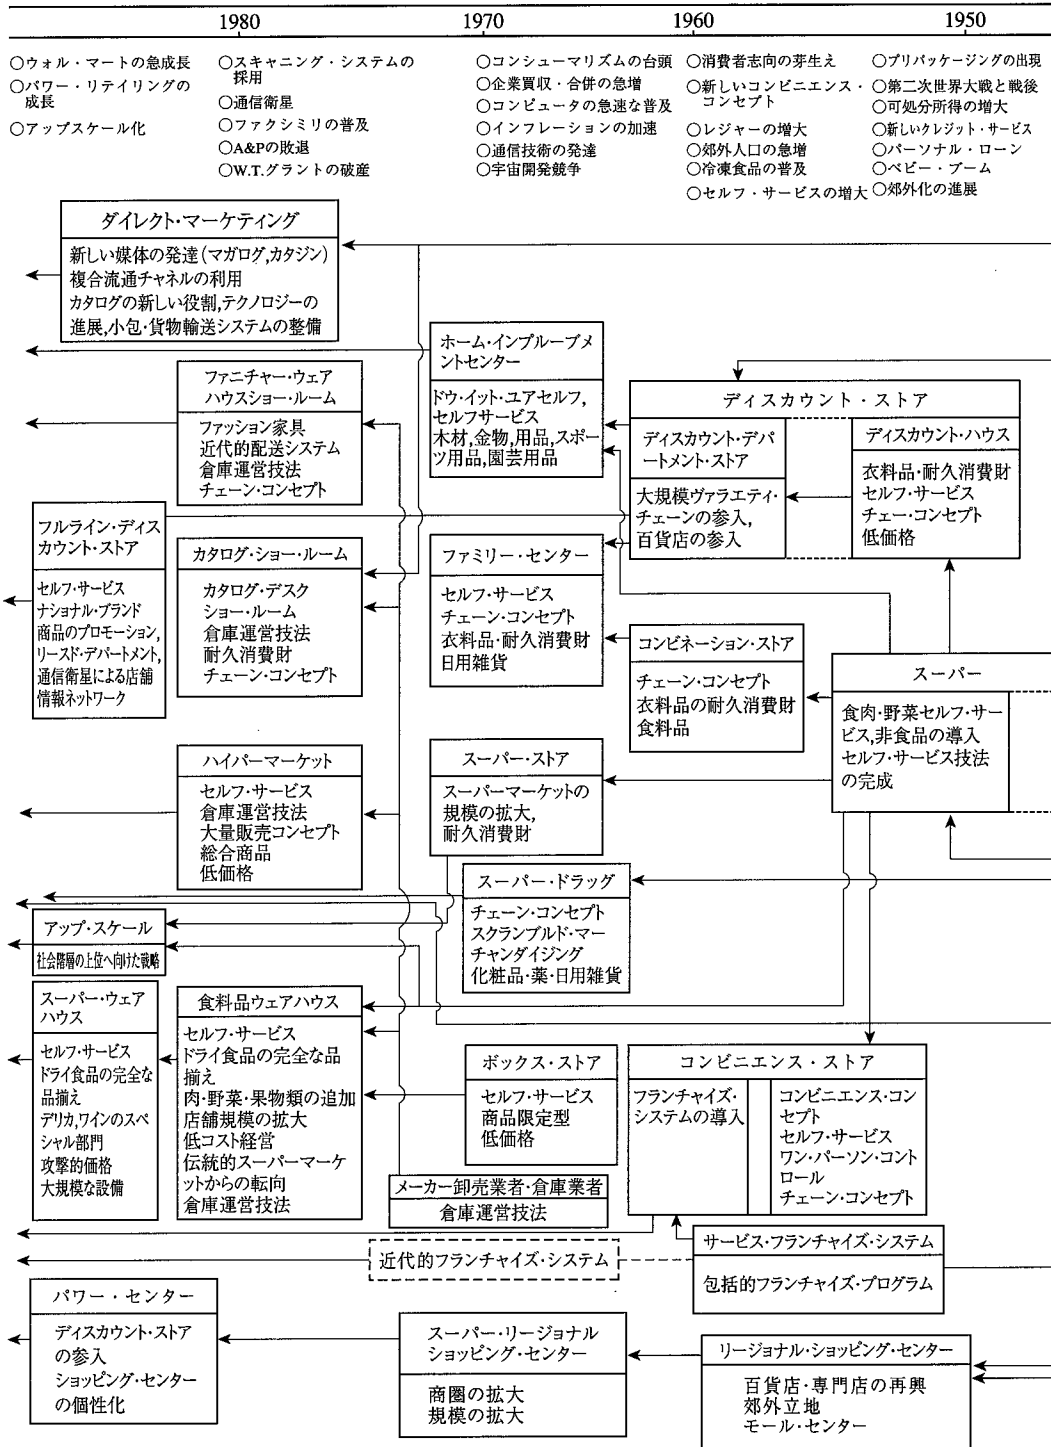 1980
1970
1960
1950
○ウォル・マートの急成長
○パワー・リテイリングの
成長
○アップスケール化
○スキャニング・システムの
採用
○通信衛星
○ファクシミリの普及
○A&Pの敗退
○W.T.グラントの破産
○コンシューマリズムの台頭
○企業買収・合併の急増
○コンピュータの急速な普及
○インフレーションの加速
○通信技術の発達
○宇宙開発競争
○消費者志向の芽生え
○新しいコンビニエンス・
コンセプト
○レジャーの増大
○郊外人口の急増
○冷凍食品の普及
○セルフ・サービスの増大
○プリパッケージングの出現
○第二次世界大戦と戦後
○可処分所得の増大
○新しいクレジット・サービス
○パーソナル・ローン
○ベビー・ブーム
○郊外化の進展
ダイレクト・マーケティング
新しい媒体の発達(マガログ,カタジン)
複合流通チャネルの利用
カタログの新しい役割,テクノロジーの
進展,小包・貨物輸送システムの整備
ファニチャー・ウェア
ハウスショー・ルーム
ファッション家具
近代的配送システム
倉庫運営技法
チェーン・コンセプト
ホーム・インプルーブメ
ントセンター
ドゥ・イット・ユアセルフ,
セルフサービス
木材,金物,用品,スポー
ツ用品,園芸用品
ディスカウント・ストア
ディスカウント・デパ
ートメント・ストア
大規模ヴァラエティ・
チェーンの参入,
百貨店の参入
ディスカウント・ハウス
衣料品・耐久消費財
セルフ・サービス
チェー・コンセプト
低価格
フルライン・ディス
カウント・ストア
セルフ・サービス
ナショナル・ブランド
商品のプロモーション,
リースド・デパートメント,
通信衛星による店舗
情報ネットワーク
カタログ・ショー・ルーム
カタログ・デスク
ショー・ルーム
倉庫運営技法
耐久消費財
チェーン・コンセプト
ファミリー・センター
セルフ・サービス
チェーン・コンセプト
衣料品・耐久消費財
日用雑貨
コンビネーション・ストア
チェーン・コンセプト
衣料品の耐久消費財
食料品
スーパー
食肉・野菜セルフ・サー
ビス,非食品の導入
セルフ・サービス技法
の完成
ハイパーマーケット
セルフ・サービス
倉庫運営技法
大量販売コンセプト
総合商品
低価格
スーパー・ストア
スーパーマーケットの
規模の拡大,
耐久消費財
スーパー・ドラッグ
チェーン・コンセプト
スクランブルド・マー
チャンダイジング
化粧品・薬・日用雑貨
アップ・スケール
社会階層の上位へ向けた戦略
スーパー・ウェア
ハウス
セルフ・サービス
ドライ食品の完全な
品揃え
デリカ,ワインのスペ
シャル部門
攻撃的価格
大規模な設備
食料品ウェアハウス
セルフ・サービス
ドライ食品の完全な品
揃え
肉・野菜・果物類の追加
店舗規模の拡大
低コスト経営
伝統的スーパーマーケ
ットからの転向
倉庫運営技法
ボックス・ストア
セルフ・サービス
商品限定型
低価格
メーカー卸売業者・倉庫業者
倉庫運営技法
コンビニエンス・ストア
フランチャイズ・
システムの導入
コンビニエンス・コン
セプト
セルフ・サービス
ワン・パーソン・コント
ロール
チェーン・コンセプト
近代的フランチャイズ・システム
サービス・フランチャイズ・システム
包括的フランチャイズ・プログラム
パワー・センター
ディスカウント・ストア
の参入
ショッピング・センター
の個性化
スーパー・リージョナル
ショッピング・センター
商圏の拡大
規模の拡大
リージョナル・ショッピング・センター
百貨店・専門店の再興
郊外立地
モール・センター